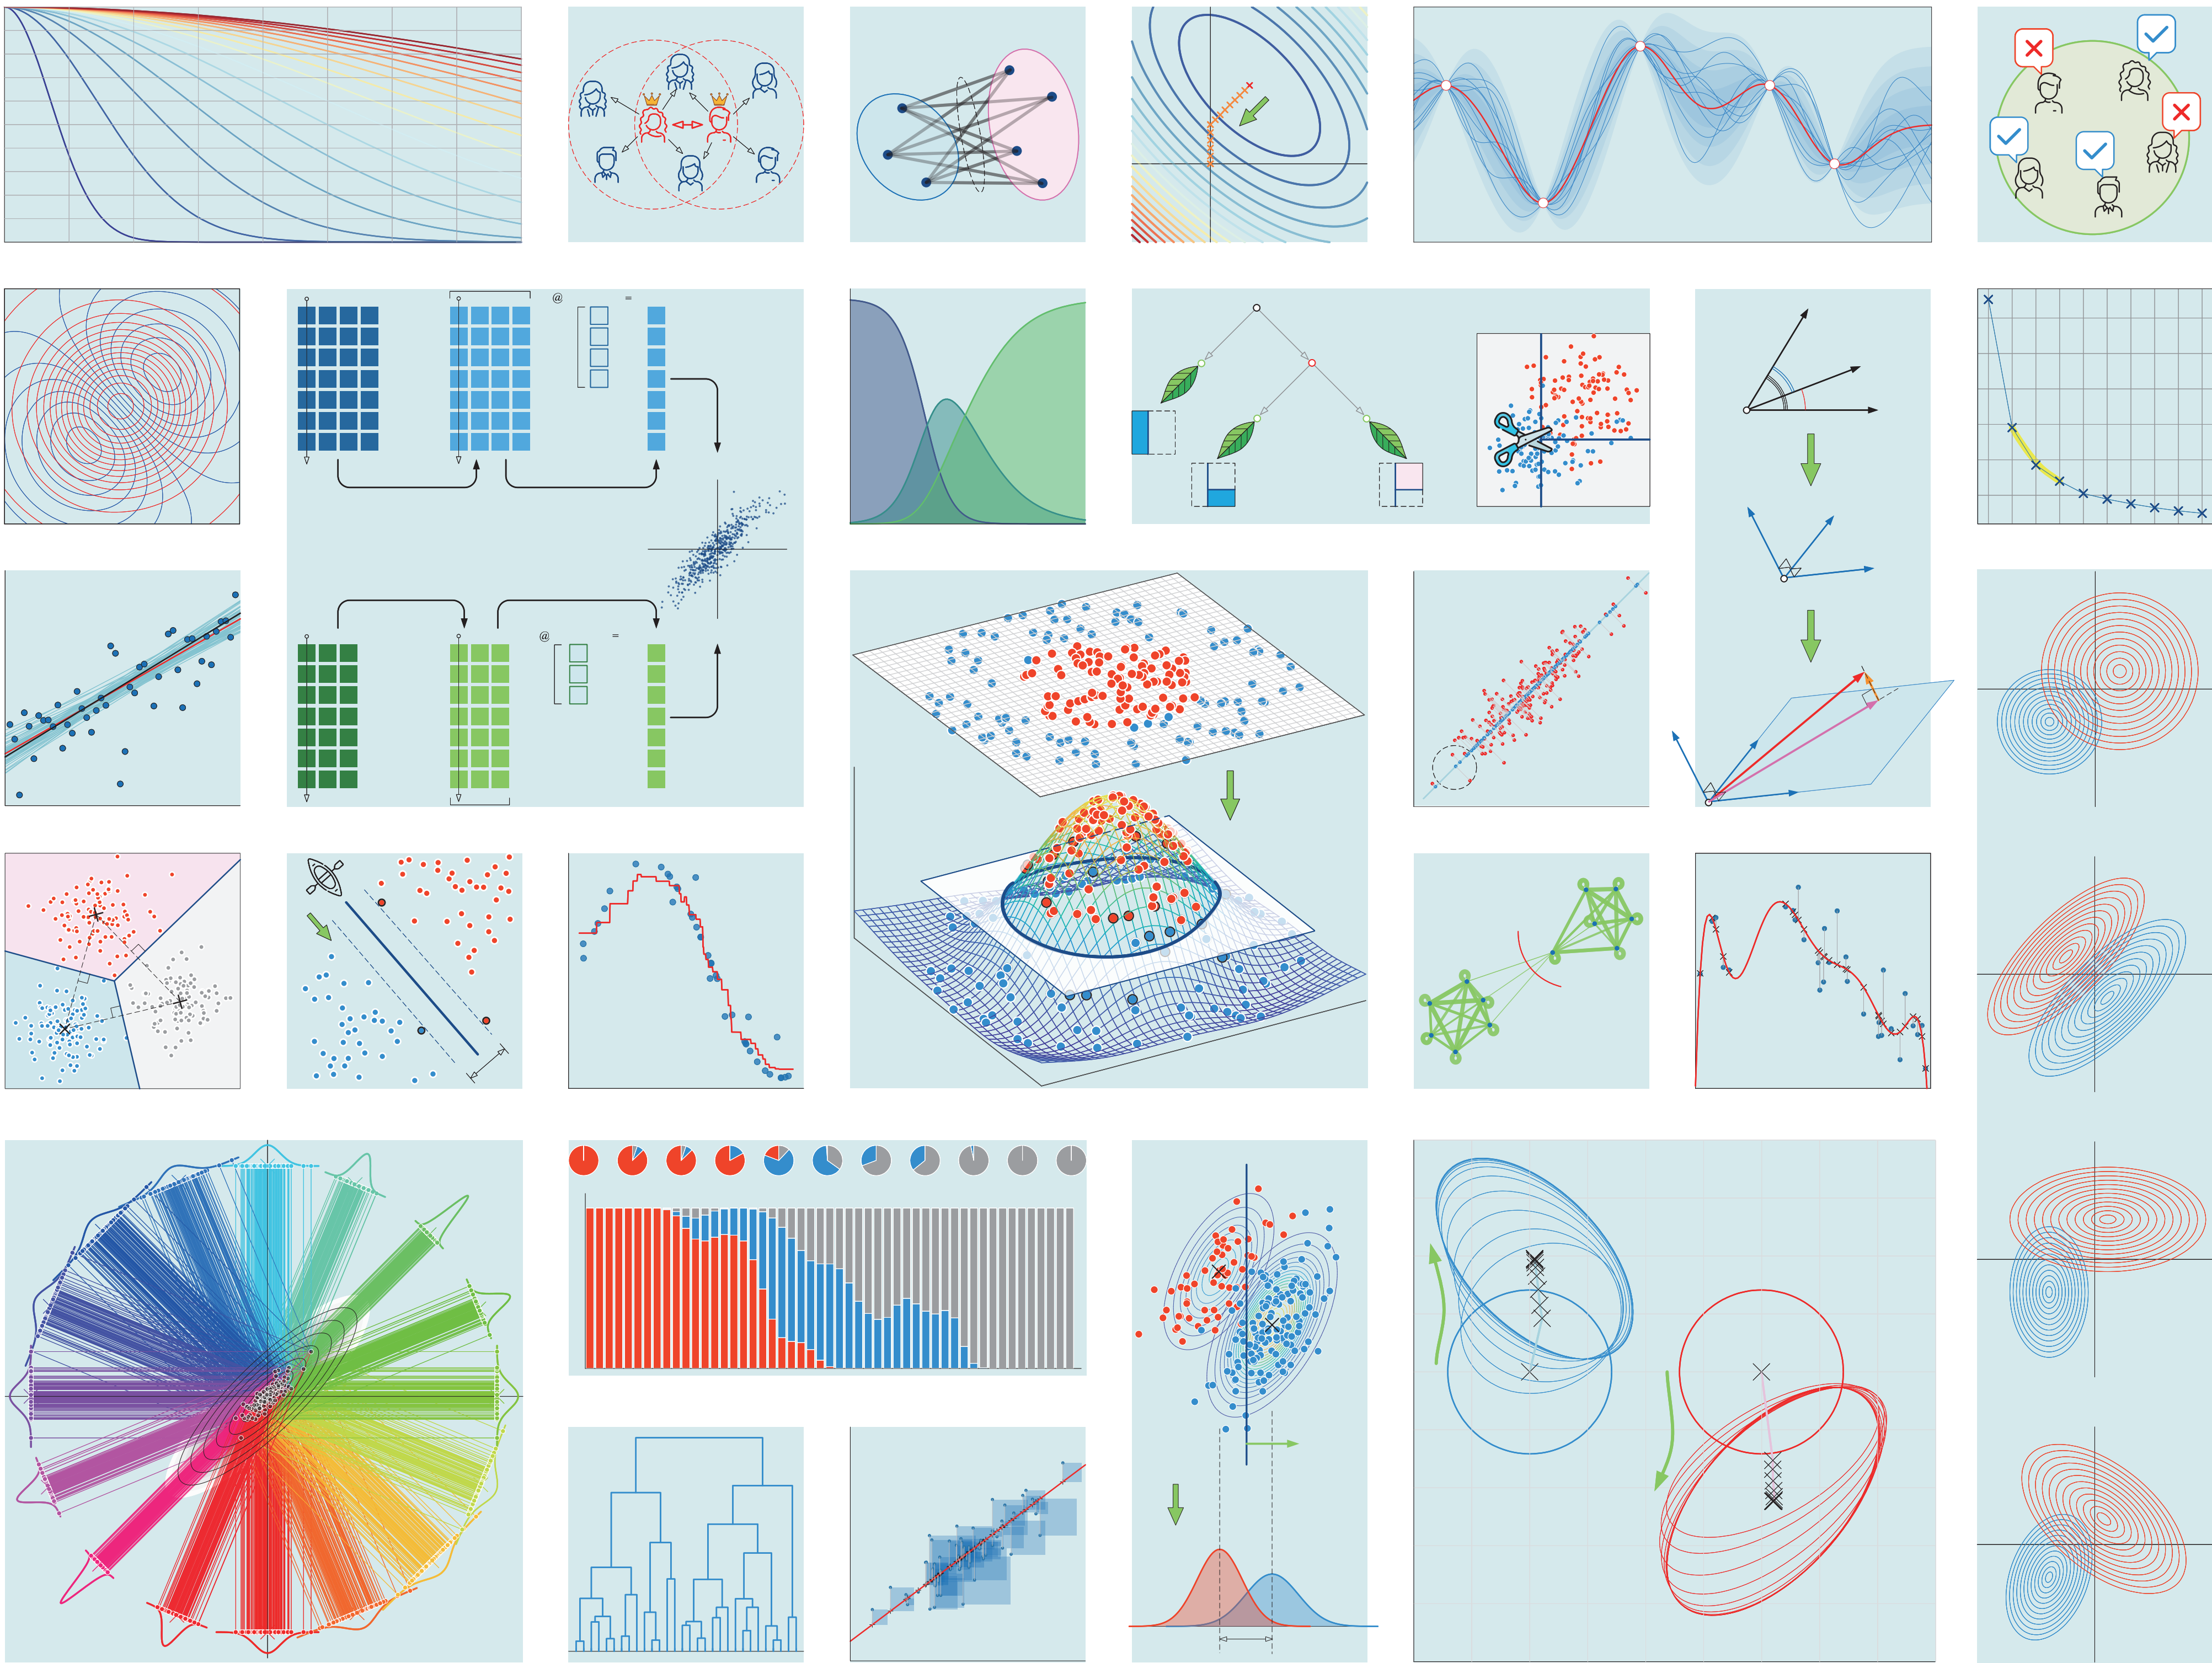 @ =
@ =